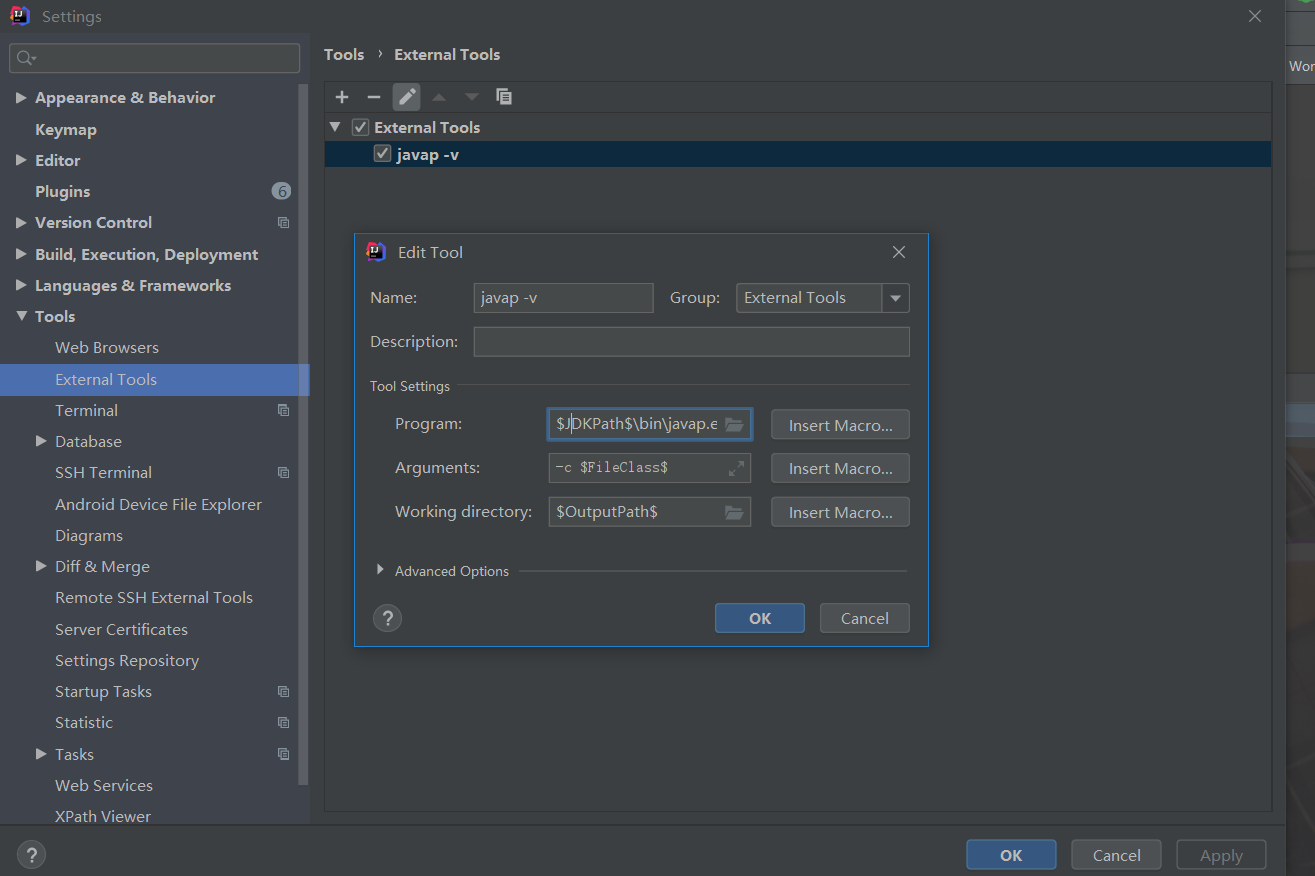 Settings
Tools › External Tools
Wor
Appearance & Behavior
Keymap
Editor
Plugins 6
Version Control
Build, Execution, Deployment
Languages & Frameworks
Tools
Web Browsers
External Tools
Terminal
Database
SSH Terminal
Android Device File Explorer
Diagrams
Diff & Merge
Remote SSH External Tools
Server Certificates
Settings Repository
Startup Tasks
Statistic
Tasks
Web Services
XPath Viewer
External Tools
javap -v
Edit Tool
Name: javap -v Group: External Tools
Description:
Tool Settings
Program: $JDKPath$\bin\javap.e Insert Macro...
Arguments: -c $FileClass$ Insert Macro...
Working directory: $OutputPath$ Insert Macro...
Advanced Options
? OK Cancel
? OK Cancel Apply